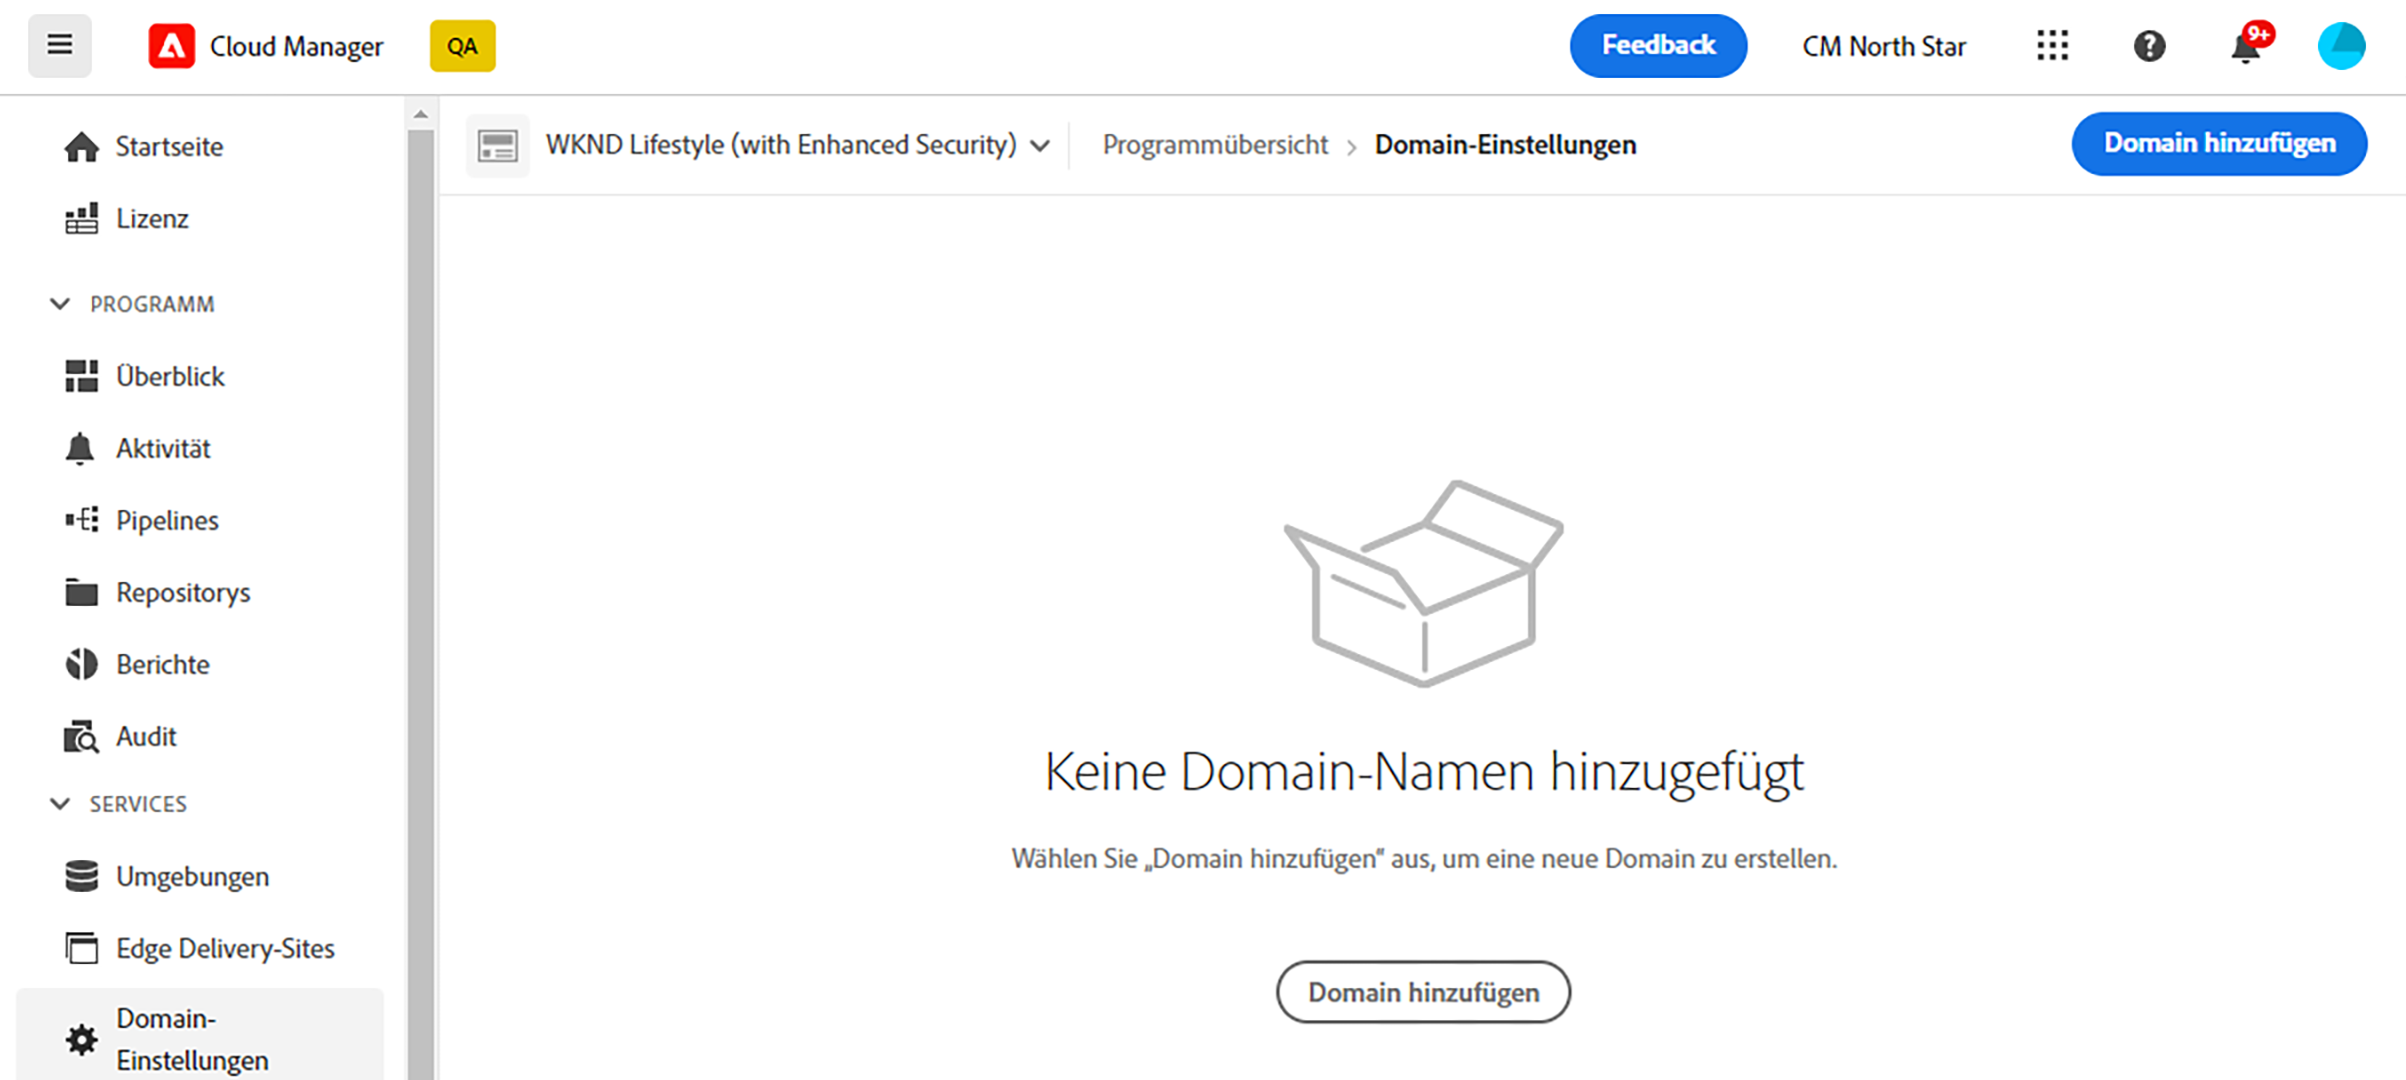 Cloud Manager
QA
Feedback
CM North Star
9+
Startseite
Lizenz
PROGRAMM
Überblick
Aktivität
Pipelines
Repositorys
Berichte
Audit
SERVICES
Umgebungen
Edge Delivery-Sites
Domain-
Einstellungen
WKND Lifestyle (with Enhanced Security)
Programmübersicht > Domain-Einstellungen
Domain hinzufügen
Keine Domain-Namen hinzugefügt
Wählen Sie „Domain hinzufügen“ aus, um eine neue Domain zu erstellen.
Domain hinzufügen